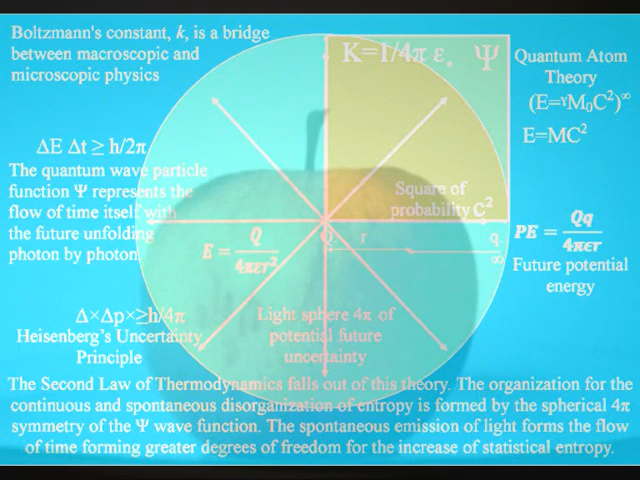 Boltzmann's constant, k, is a bridge
between macroscopic and
microscopic physics
K=1/4π ε。 Ψ
Quantum Atom
Theory
(E=ᵞM₀C²)∞
E=MC²
ΔE Δt ≥ h/2π
The quantum wave particle
function Ψ represents the
flow of time itself with
the future unfolding
photon by photon
Square of
probability C²
E = Q / 4πεr²
Q r q.
∞
PE = Qq / 4πεr
Future potential
energy
Δ×Δp×≥h/4π
Heisenberg's Uncertainty
Principle
Light sphere 4π of
potential future
uncertainty
The Second Law of Thermodynamics falls out of this theory. The organization for the
continuous and spontaneous disorganization of entropy is formed by the spherical 4π
symmetry of the Ψ wave function. The spontaneous emission of light forms the flow
of time forming greater degrees of freedom for the increase of statistical entropy.